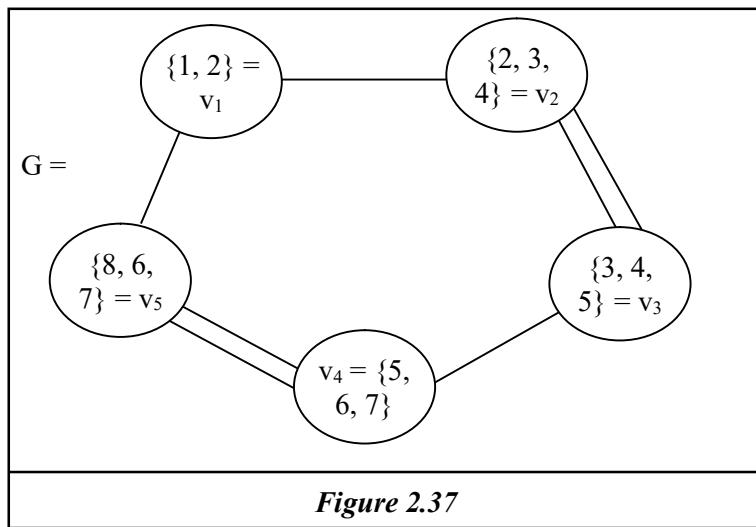 {1, 2} =
v₁
{2, 3,
4} = v₂
G =
{8, 6,
7} = v₅
{3, 4,
5} = v₃
v₄ = {5,
6, 7}
Figure 2.37